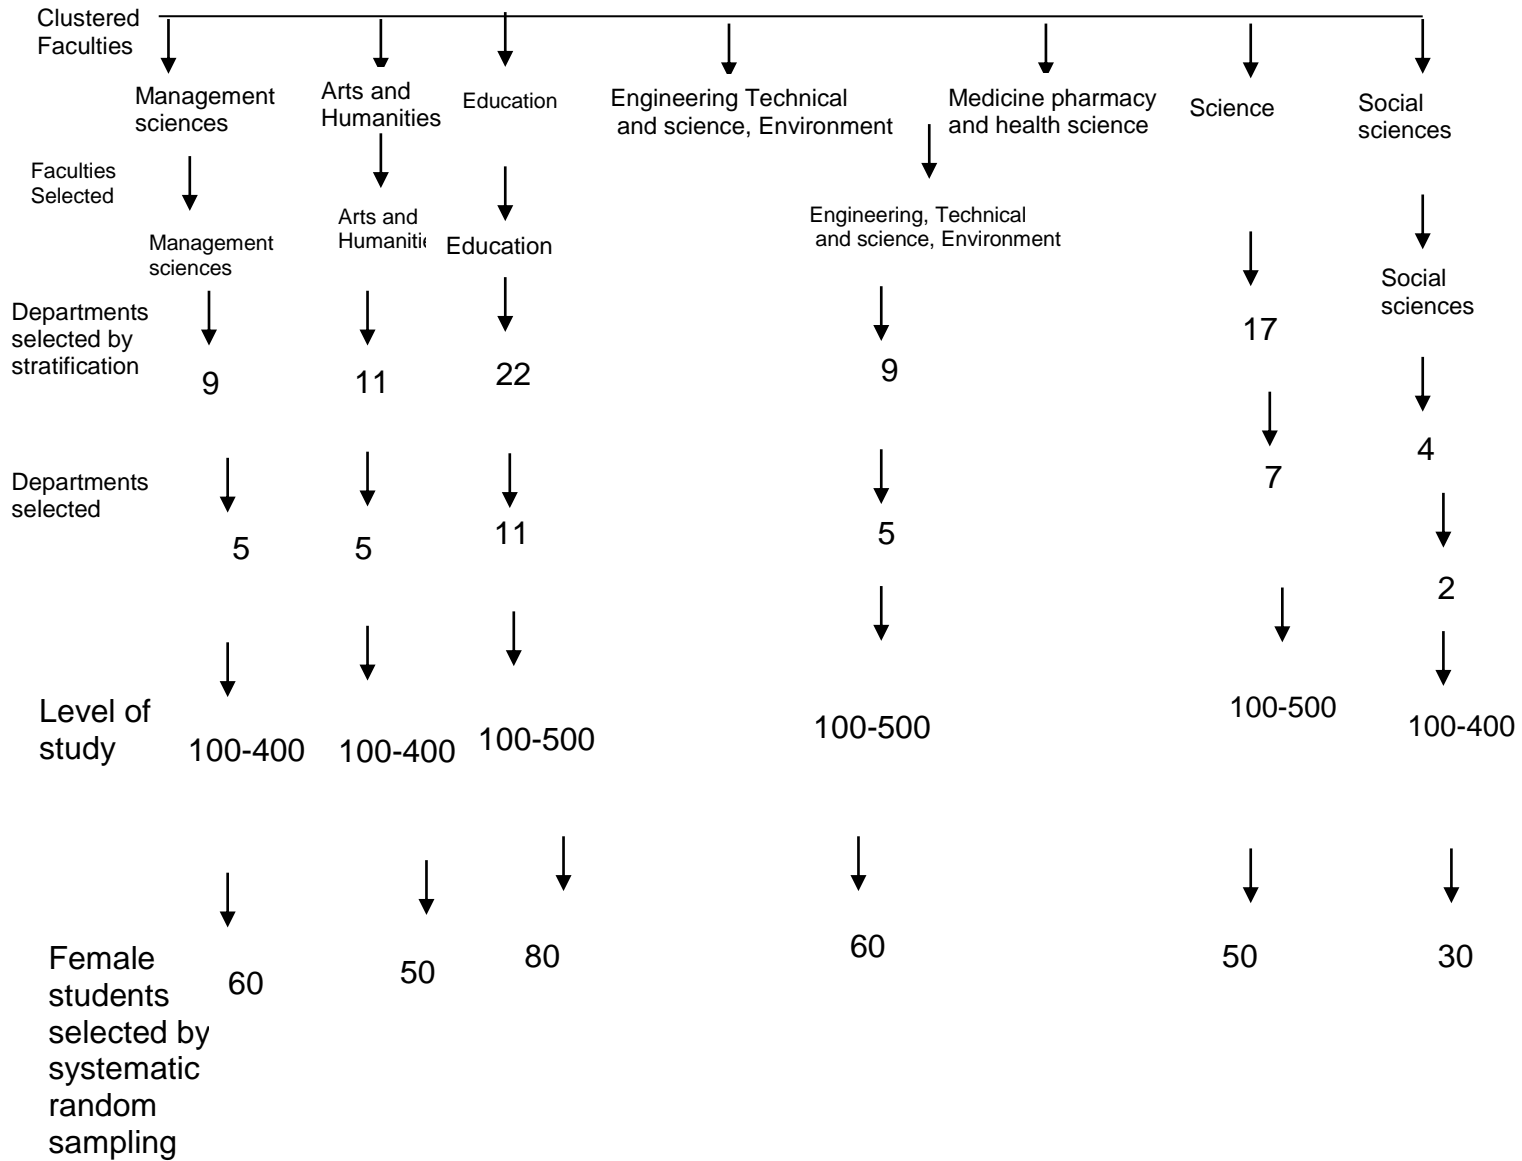 Clustered
Faculties
Management
sciences
Arts and
Humanities
Education
Engineering Technical
and science, Environment
Medicine pharmacy
and health science
Science
Social
sciences
Faculties
Selected
Management
sciences
Arts and
Humanitie
Education
Engineering, Technical
and science, Environment
Social
sciences
Departments
selected by
stratification
9
11
22
9
17
4
Departments
selected
5
5
11
5
7
2
Level of
study
100-400
100-400
100-500
100-500
100-500
100-400
Female
students
selected by
systematic
random
sampling
60
50
80
60
50
30